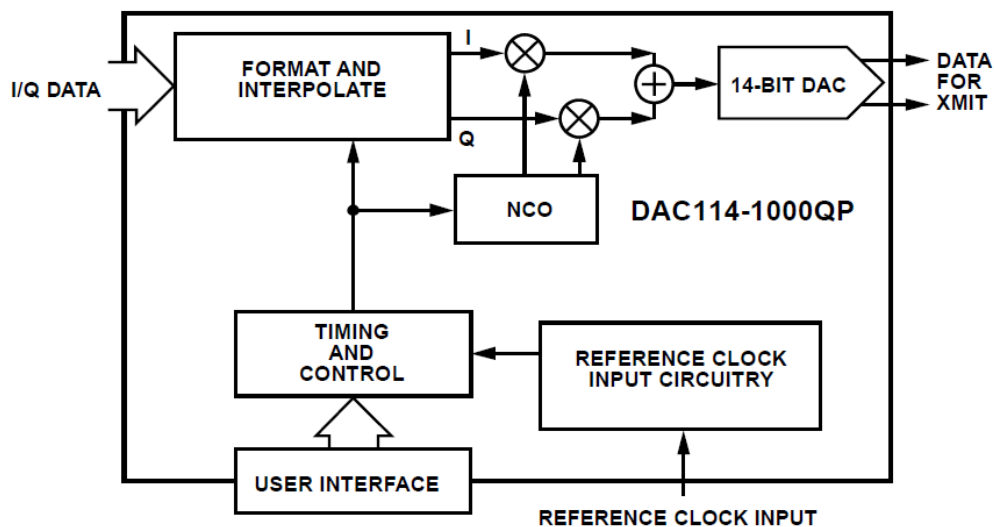 I/Q DATA
FORMAT AND
INTERPOLATE
I
Q
14-BIT DAC
DATA
FOR
XMIT
NCO
DAC114-1000QP
TIMING
AND
CONTROL
REFERENCE CLOCK
INPUT CIRCUITRY
USER INTERFACE
REFERENCE CLOCK INPUT